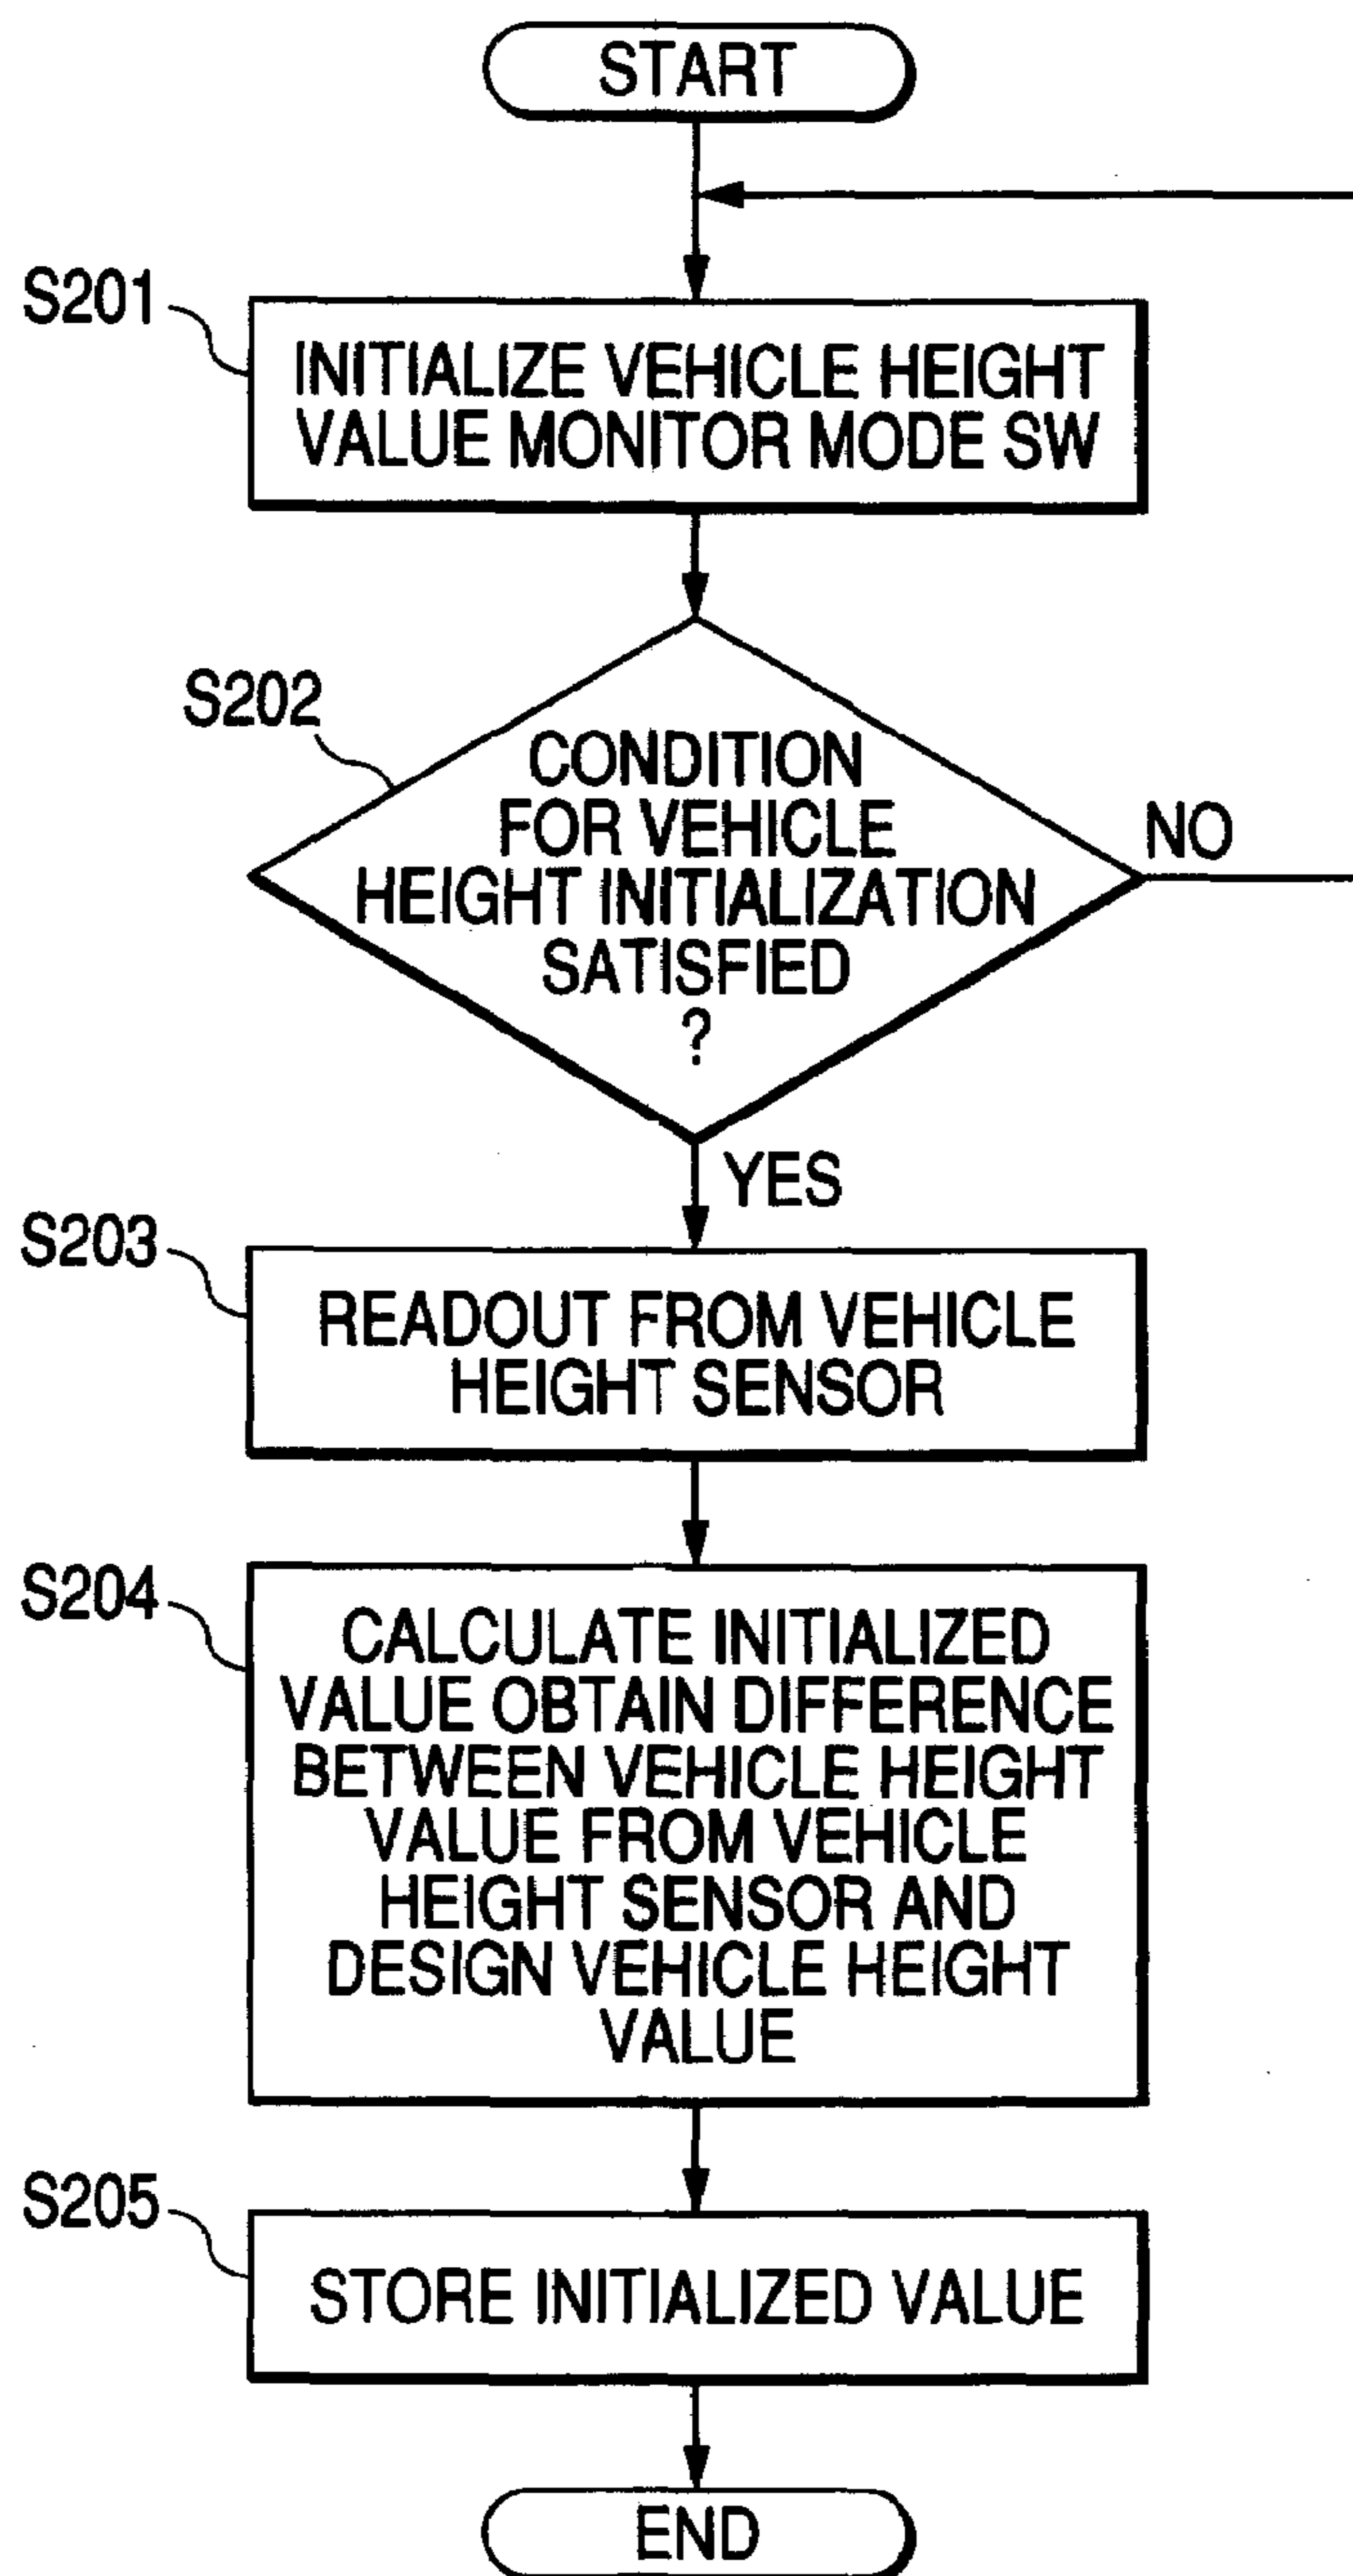 START
S201
INITIALIZE VEHICLE HEIGHT
VALUE MONITOR MODE SW
S202
CONDITION
FOR VEHICLE
HEIGHT INITIALIZATION
SATISFIED
?
NO
YES
S203
READOUT FROM VEHICLE
HEIGHT SENSOR
S204
CALCULATE INITIALIZED
VALUE OBTAIN DIFFERENCE
BETWEEN VEHICLE HEIGHT
VALUE FROM VEHICLE
HEIGHT SENSOR AND
DESIGN VEHICLE HEIGHT
VALUE
S205
STORE INITIALIZED VALUE
END